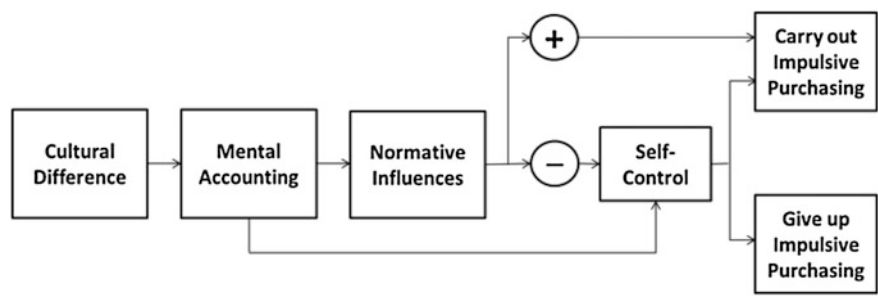 Cultural
Difference
Mental
Accounting
Normative
Influences
+
−
Self-
Control
Carry out
Impulsive
Purchasing
Give up
Impulsive
Purchasing